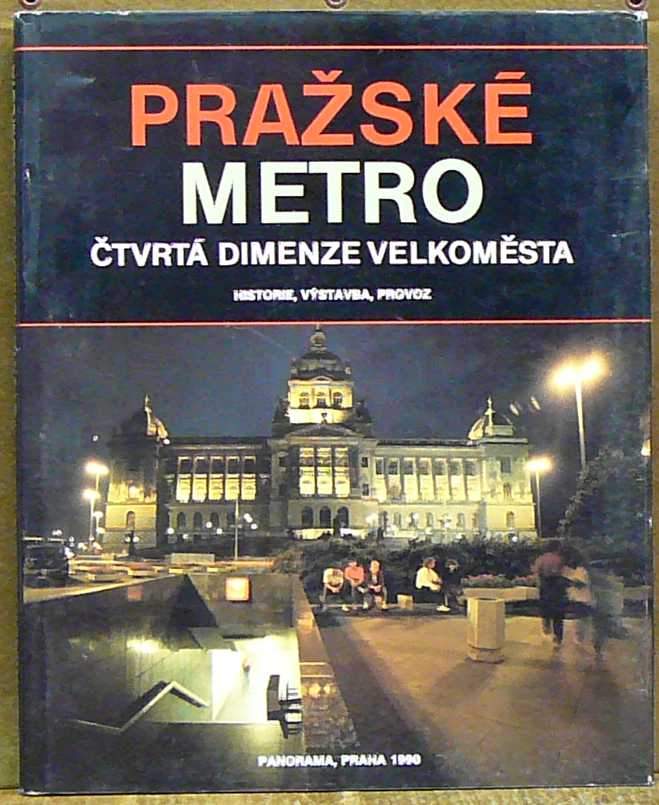 PRAŽSKÉ
METRO
ČTVRTÁ DIMENZE VELKOMĚSTA
HISTORIE, VÝSTAVBA, PROVOZ
PANORAMA, PRAHA 1990